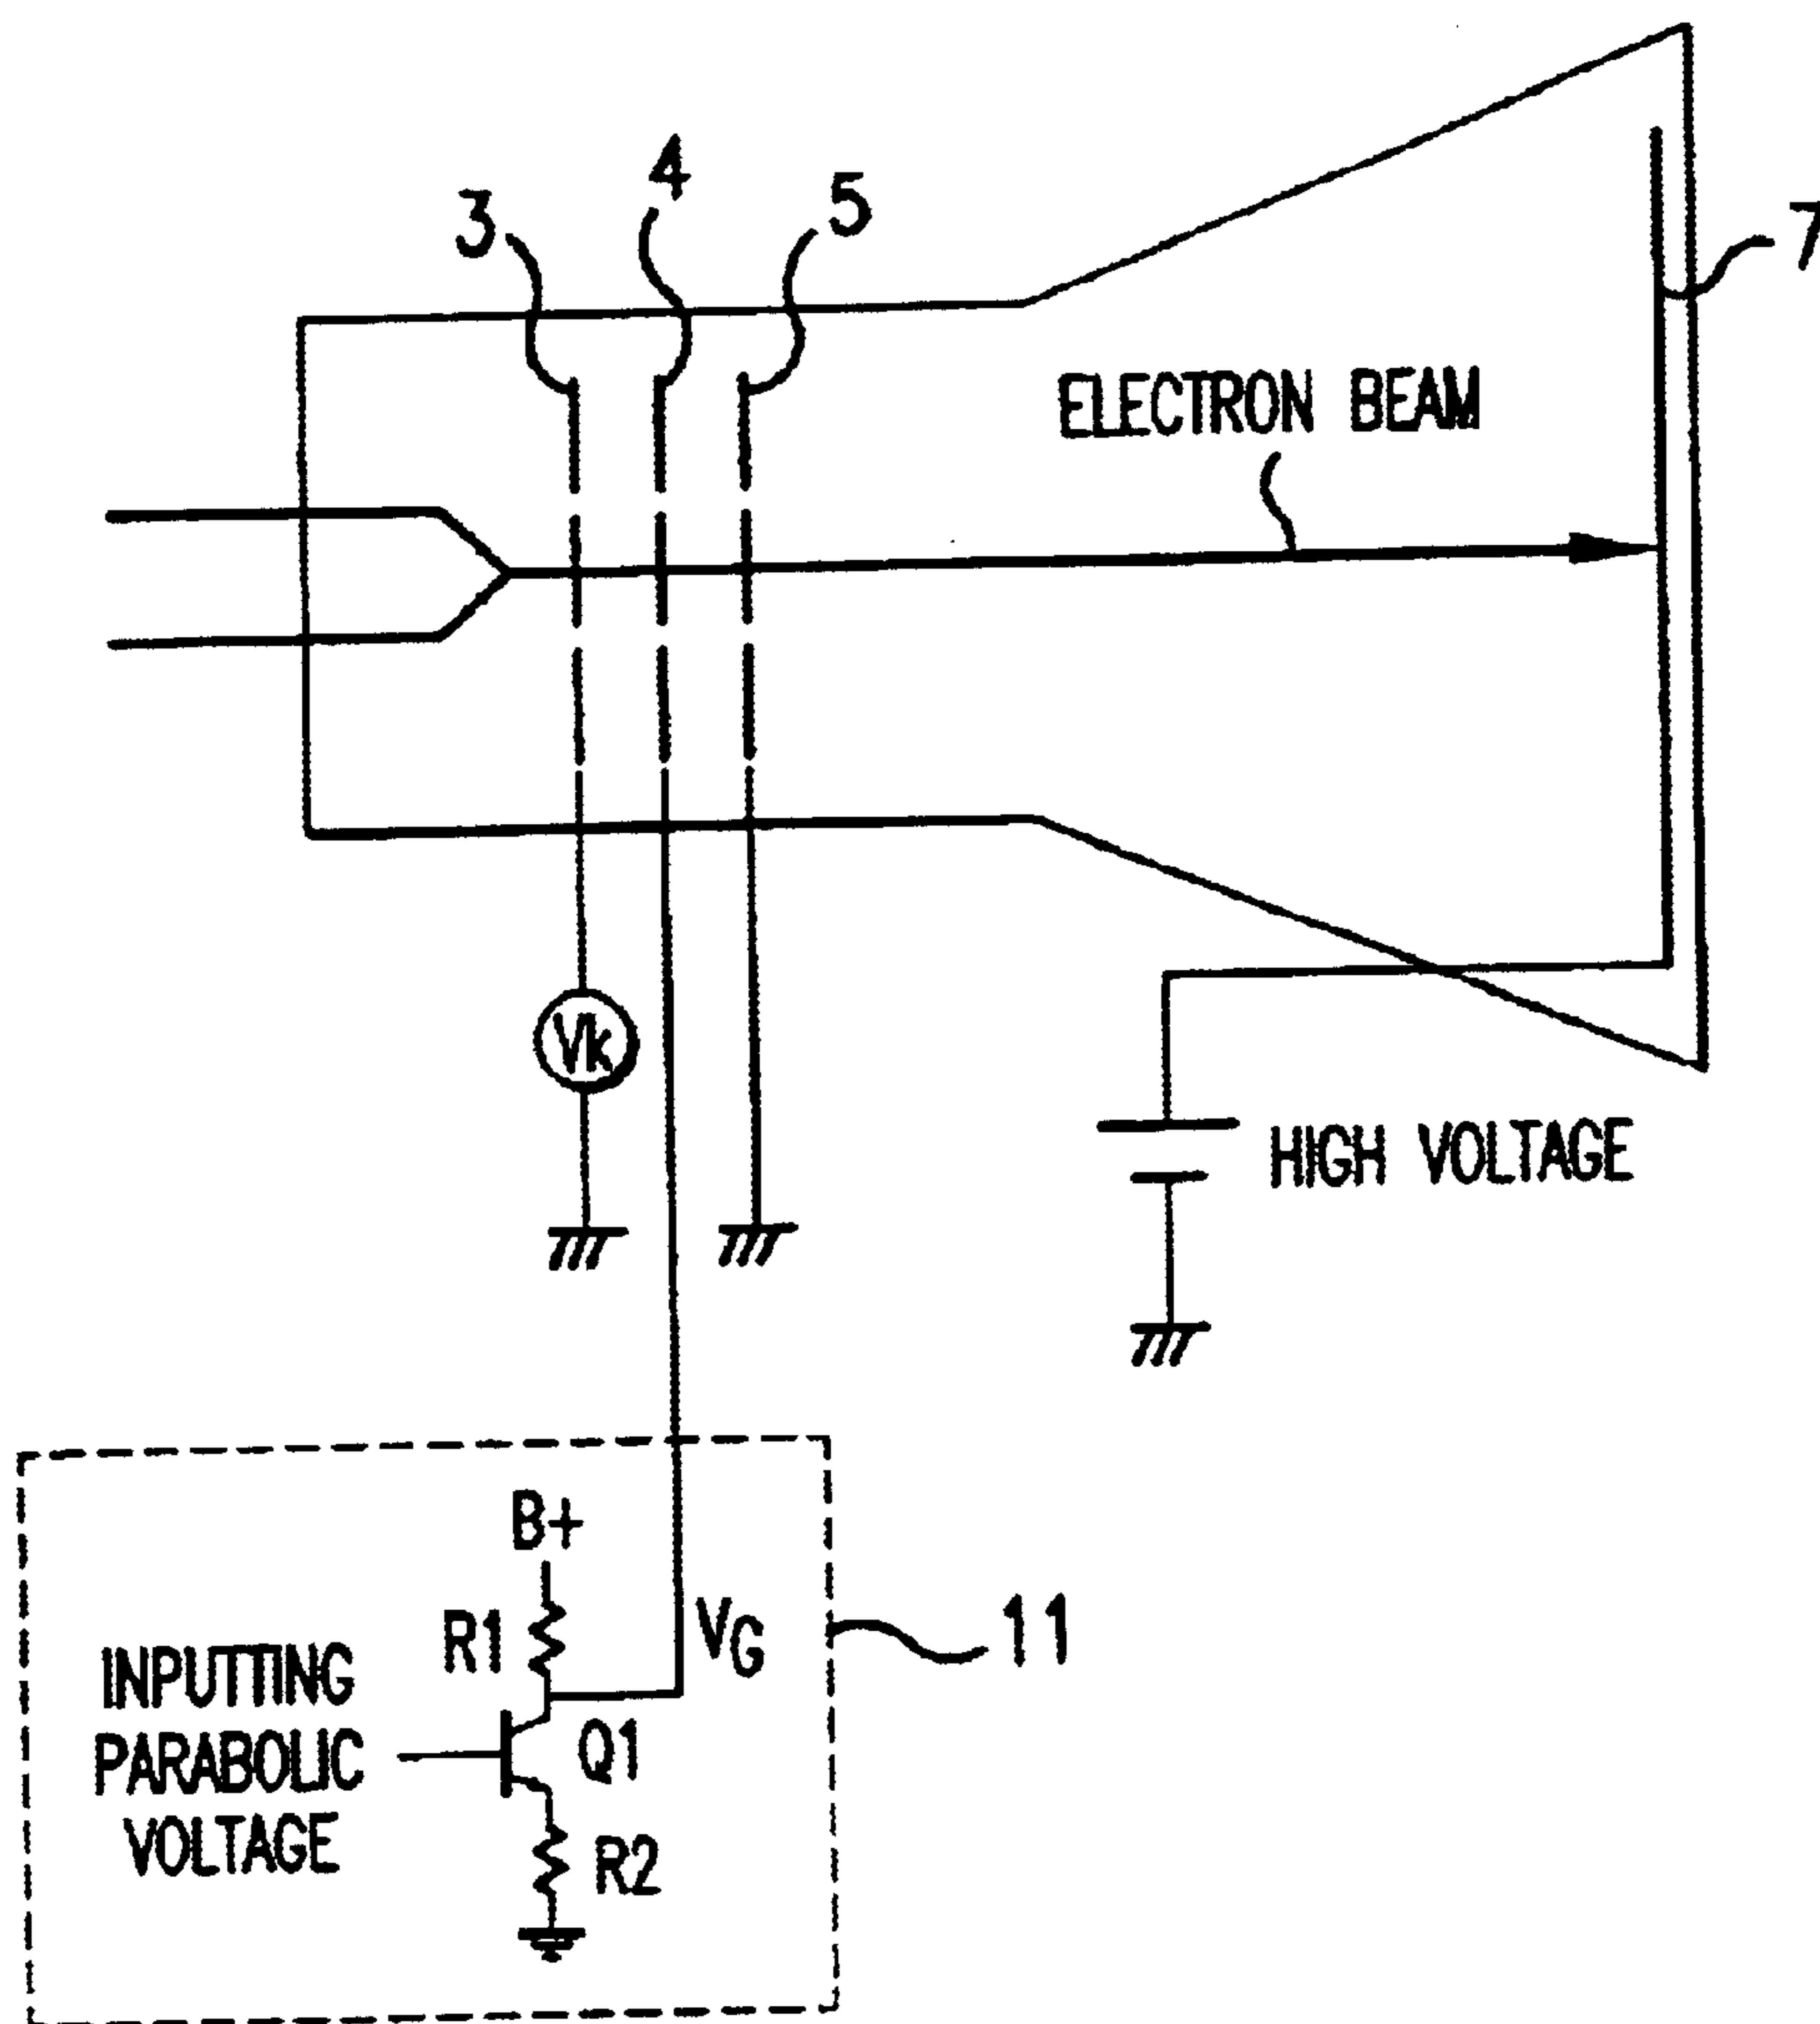 4
3
5
7
ELECTRON BEAM
Vk
HIGH VOLTAGE
B+
R1
VG
11
INPUTTING
PARABOLIC
VOLTAGE
Q1
R2